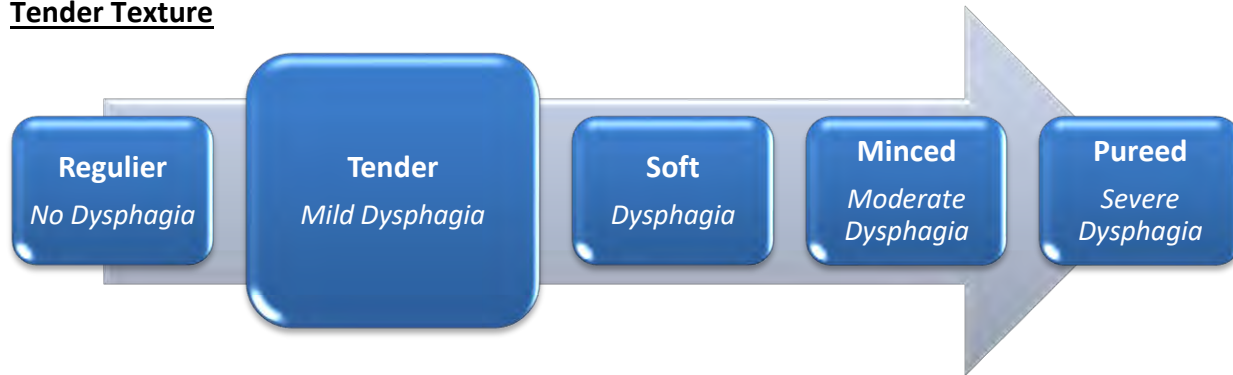 Tender Texture
Regulier
No Dysphagia
Tender
Mild Dysphagia
Soft
Dysphagia
Minced
Moderate
Dysphagia
Pureed
Severe
Dysphagia